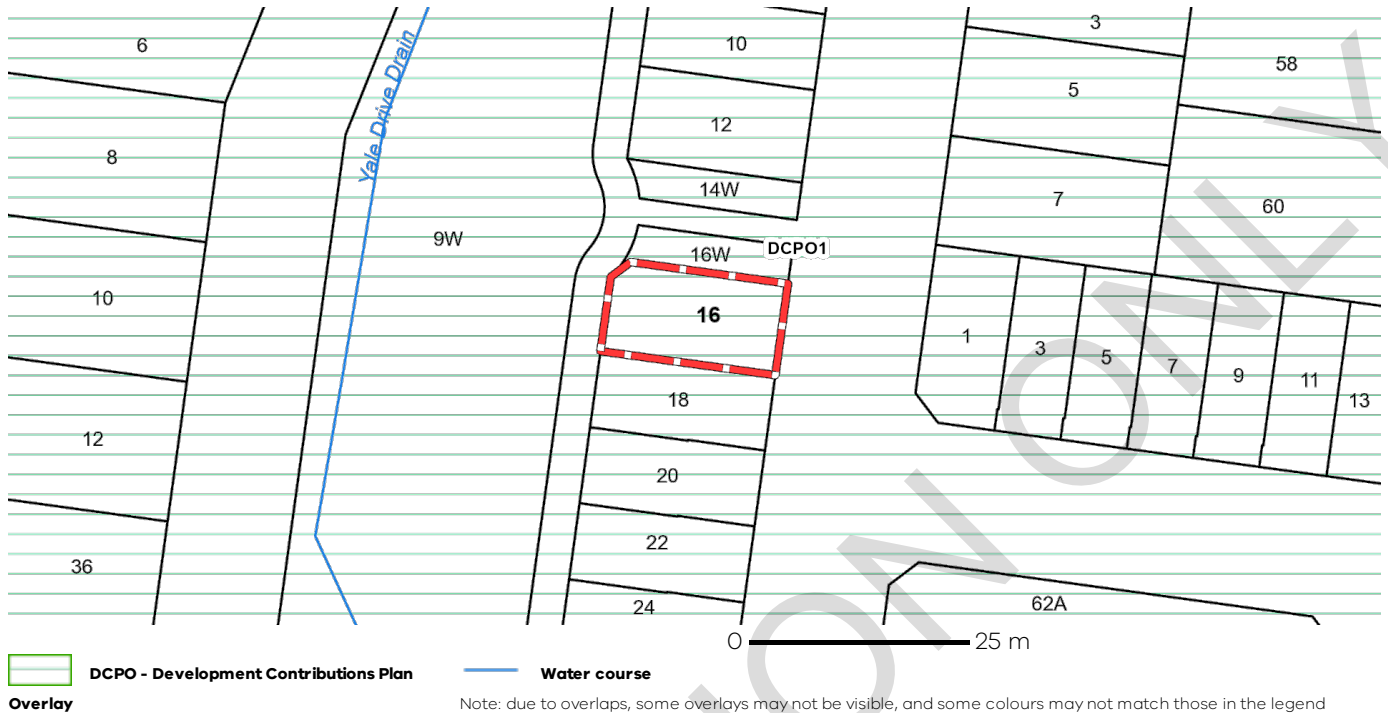 6
10
3
58
5
Yale Drive Drain
12
8
14W
7
60
9W
16W
DCPO1
10
16
1
3
5
7
9
11
13
18
12
20
22
36
24
62A
0 25 m
DCPO - Development Contributions Plan
Overlay
Water course
Note: due to overlaps, some overlays may not be visible, and some colours may not match those in the legend
ON ONLY